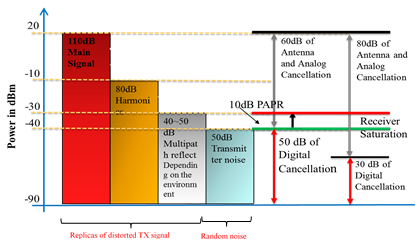 20
-10
-30
-40
-90
Power in dBm
110dB
Main
Signal
80dB
Harmoni
c
40~50
dB
Multipat
h reflect
Dependin
g on the
environm
ent
50dB
Transmit
ter noise
60dB of
Antenna
and Analog
Cancellation
80dB of
Antenna and
Analog
Cancellation
10dB PAPR
Receiver
Saturation
50 dB of
Digital
Cancellation
30 dB of
Digital
Cancellation
Replicas of distorted TX signal
Random noise